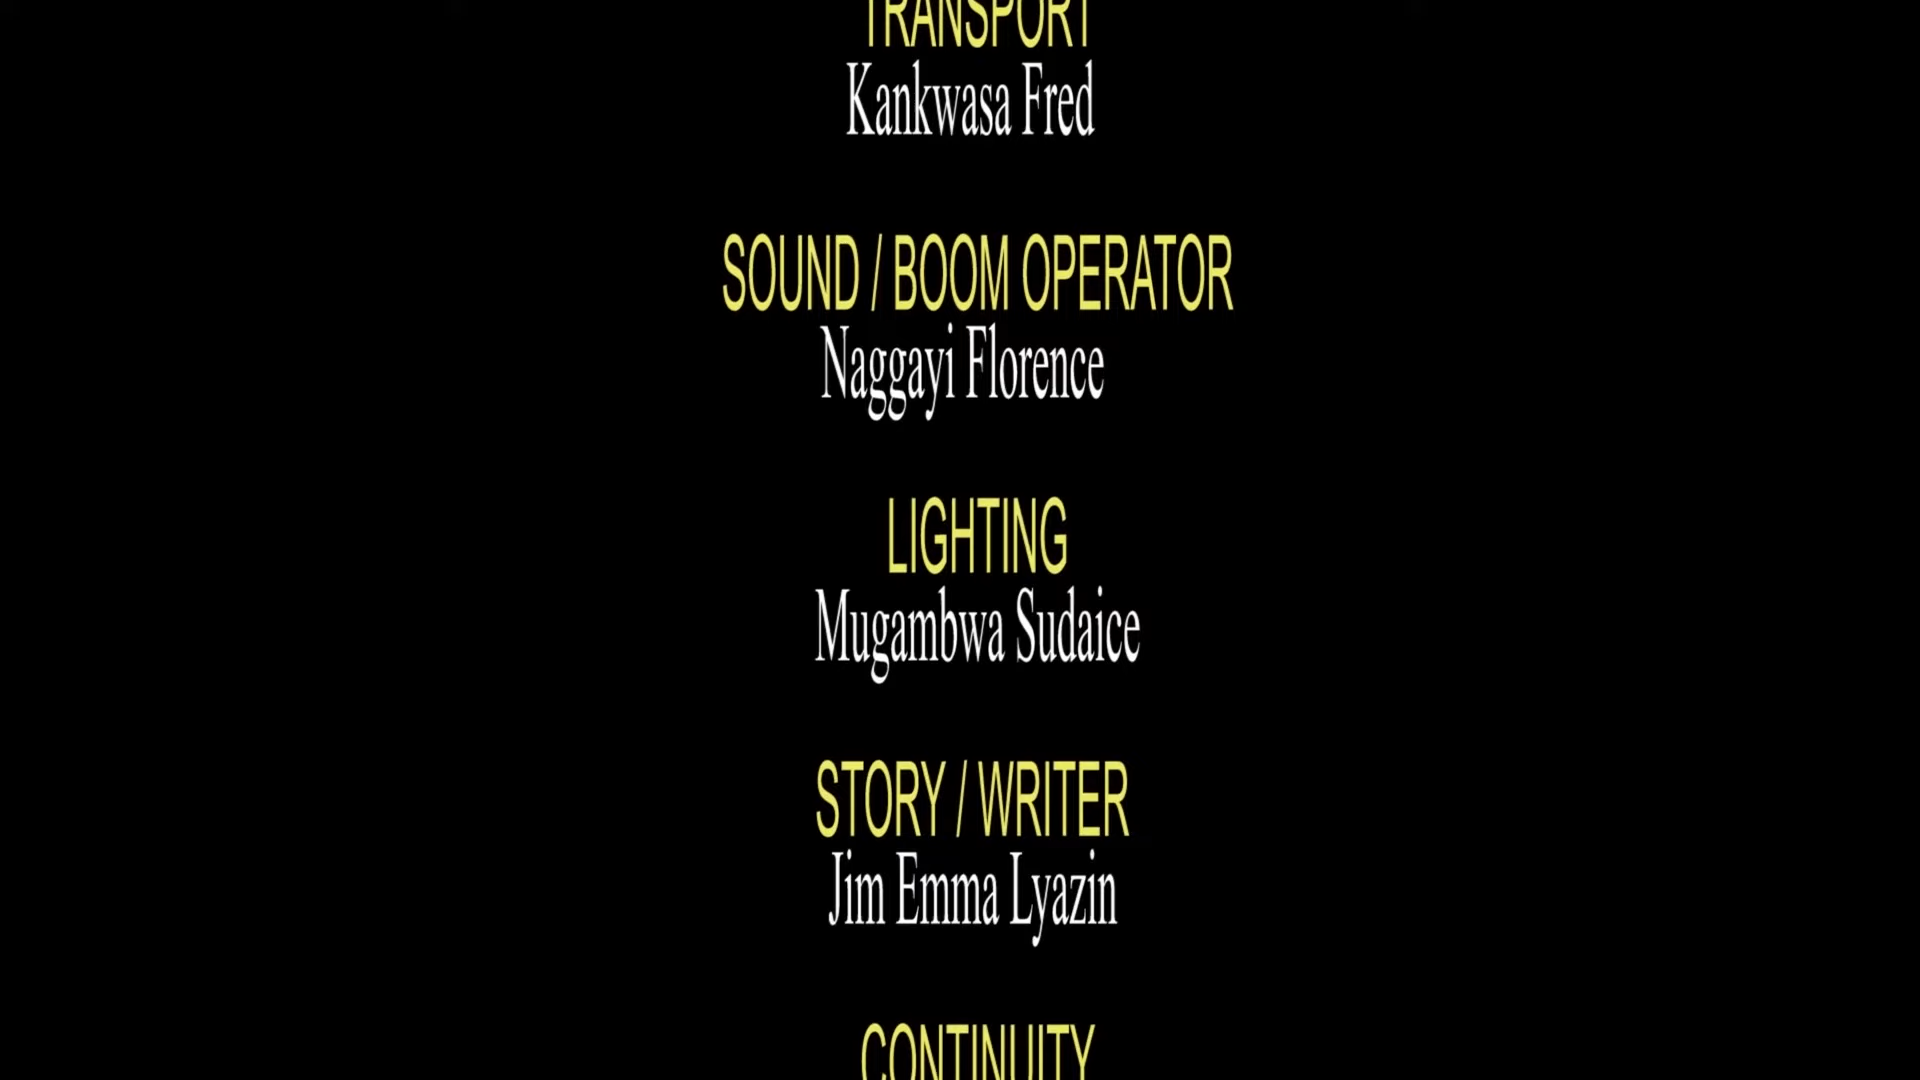 TRANSPORT
Kankwasa Fred
SOUND / BOOM OPERATOR
Naggayi Florence
LIGHTING
Mugambwa Sudaice
STORY / WRITER
Jim Emma Lyazin
CONTINUITY